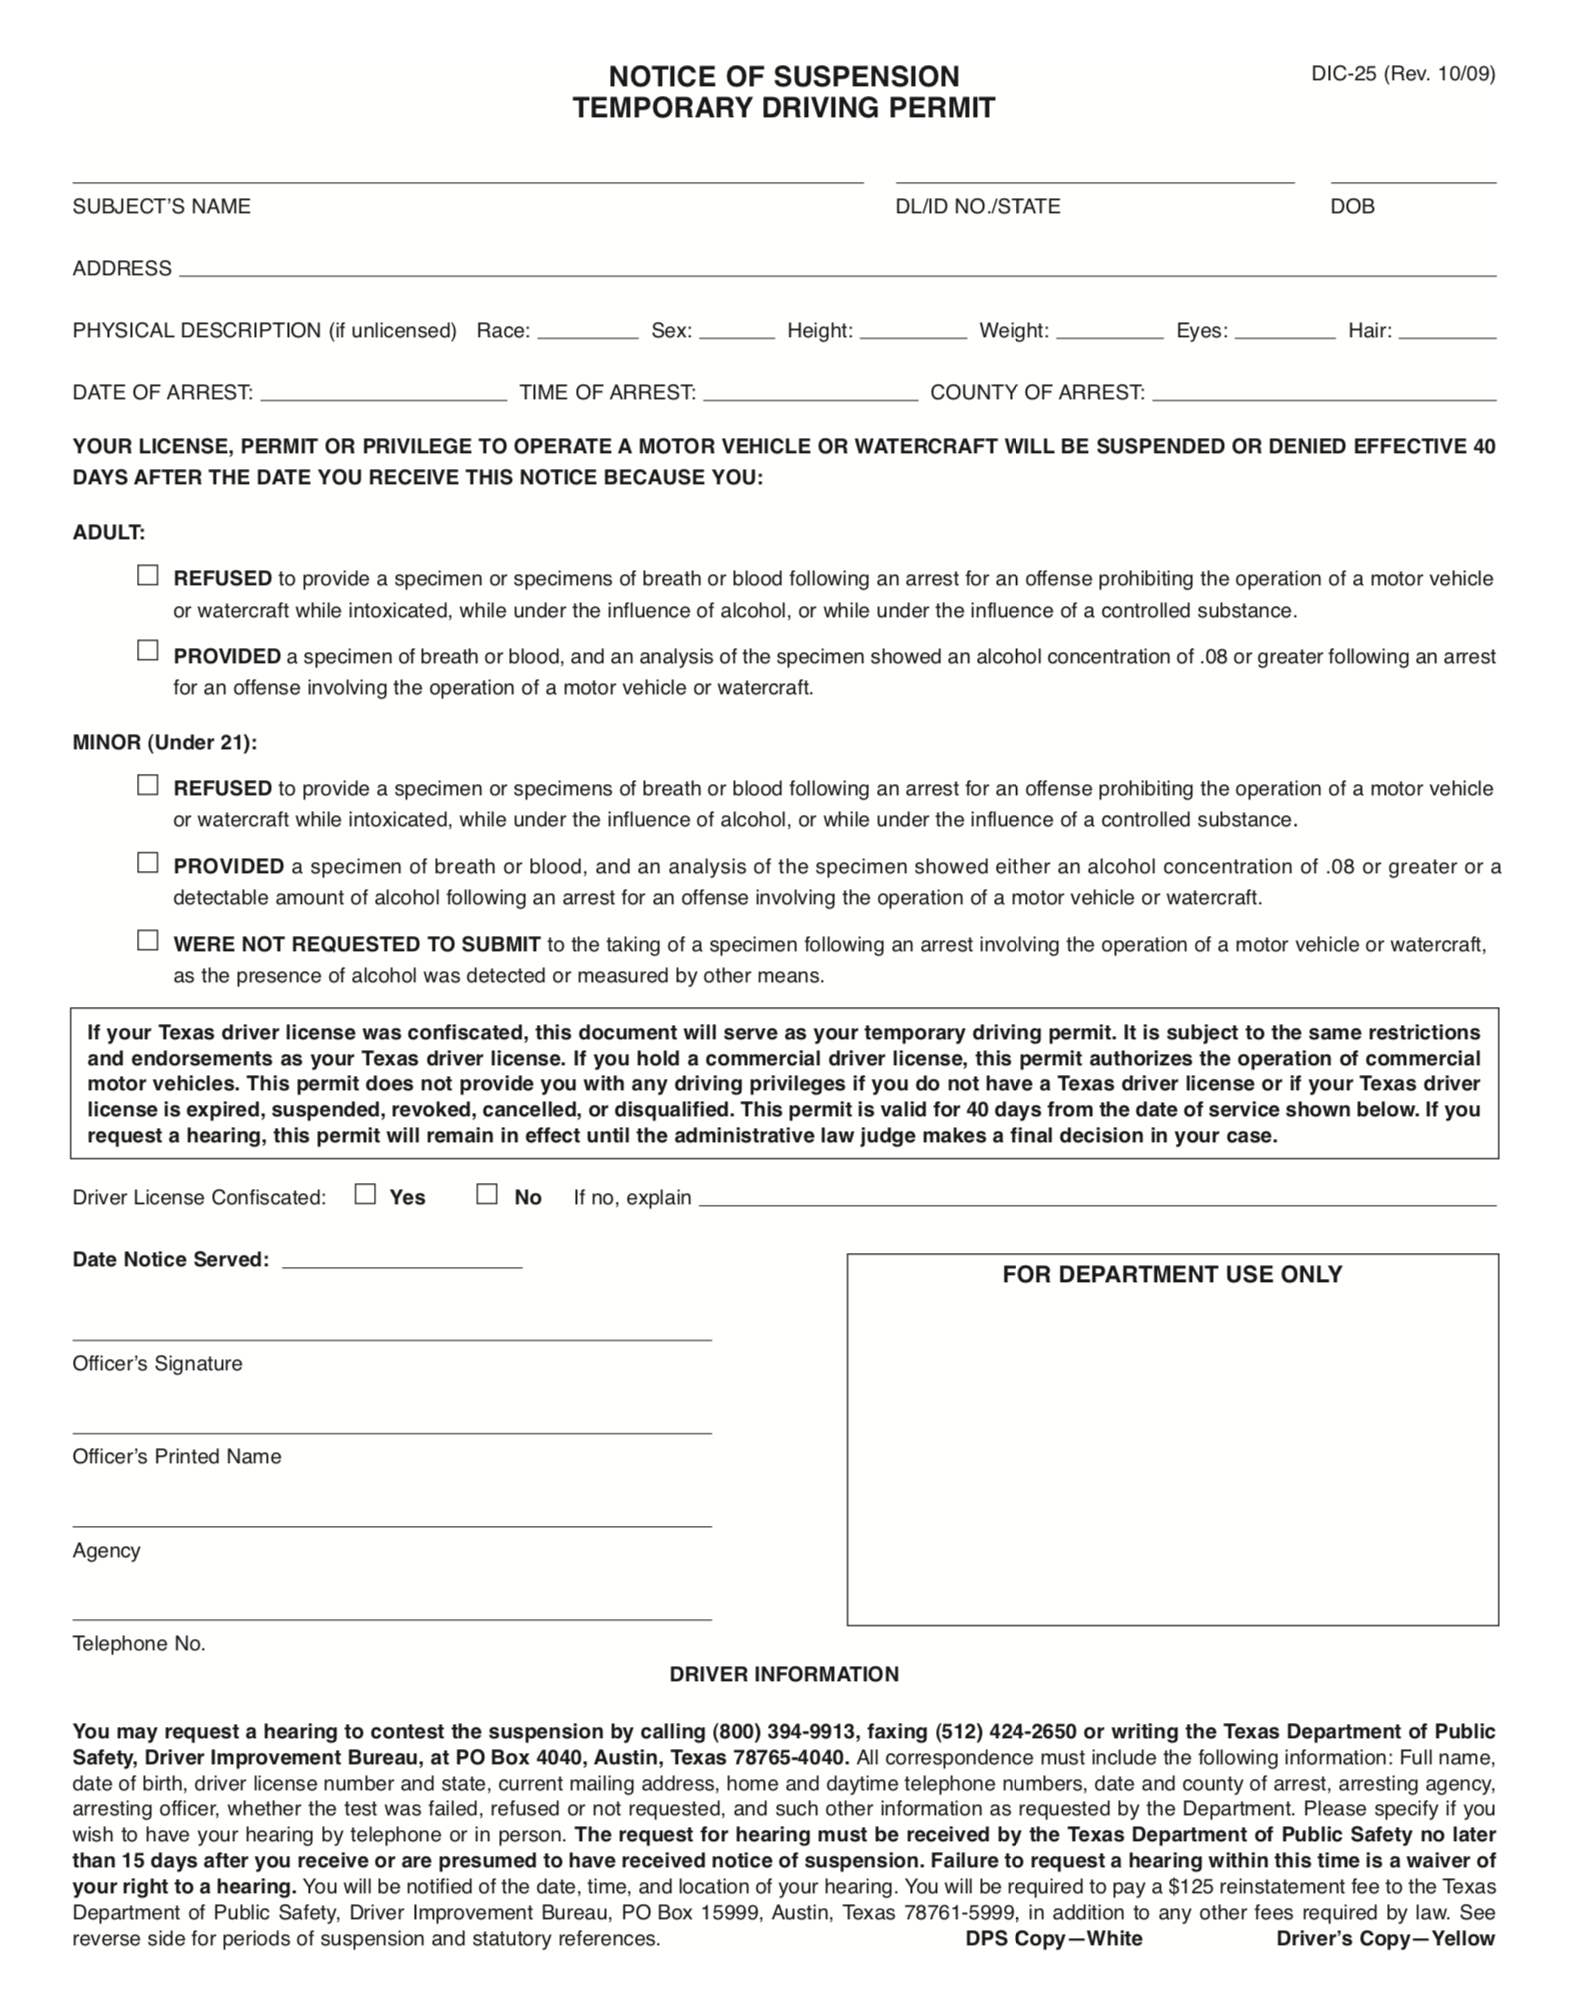 NOTICE OF SUSPENSION
TEMPORARY DRIVING PERMIT
DIC-25 (Rev. 10/09)
SUBJECT'S NAME DL/ID NO./STATE DOB
ADDRESS
PHYSICAL DESCRIPTION (if unlicensed) Race: Sex: Height: Weight: Eyes: Hair:
DATE OF ARREST: TIME OF ARREST: COUNTY OF ARREST:
YOUR LICENSE, PERMIT OR PRIVILEGE TO OPERATE A MOTOR VEHICLE OR WATERCRAFT WILL BE SUSPENDED OR DENIED EFFECTIVE 40
DAYS AFTER THE DATE YOU RECEIVE THIS NOTICE BECAUSE YOU:
ADULT:
REFUSED to provide a specimen or specimens of breath or blood following an arrest for an offense prohibiting the operation of a motor vehicle
or watercraft while intoxicated, while under the influence of alcohol, or while under the influence of a controlled substance.
PROVIDED a specimen of breath or blood, and an analysis of the specimen showed an alcohol concentration of .08 or greater following an arrest
for an offense involving the operation of a motor vehicle or watercraft.
MINOR (Under 21):
REFUSED to provide a specimen or specimens of breath or blood following an arrest for an offense prohibiting the operation of a motor vehicle
or watercraft while intoxicated, while under the influence of alcohol, or while under the influence of a controlled substance.
PROVIDED a specimen of breath or blood, and an analysis of the specimen showed either an alcohol concentration of .08 or greater or a
detectable amount of alcohol following an arrest for an offense involving the operation of a motor vehicle or watercraft.
WERE NOT REQUESTED TO SUBMIT to the taking of a specimen following an arrest involving the operation of a motor vehicle or watercraft,
as the presence of alcohol was detected or measured by other means.
If your Texas driver license was confiscated, this document will serve as your temporary driving permit. It is subject to the same restrictions
and endorsements as your Texas driver license. If you hold a commercial driver license, this permit authorizes the operation of commercial
motor vehicles. This permit does not provide you with any driving privileges if you do not have a Texas driver license or if your Texas driver
license is expired, suspended, revoked, cancelled, or disqualified. This permit is valid for 40 days from the date of service shown below. If you
request a hearing, this permit will remain in effect until the administrative law judge makes a final decision in your case.
Driver License Confiscated: Yes No If no, explain
Date Notice Served:
FOR DEPARTMENT USE ONLY
Officer's Signature
Officer's Printed Name
Agency
Telephone No.
DRIVER INFORMATION
You may request a hearing to contest the suspension by calling (800) 394-9913, faxing (512) 424-2650 or writing the Texas Department of Public
Safety, Driver Improvement Bureau, at PO Box 4040, Austin, Texas 78765-4040. All correspondence must include the following information: Full name,
date of birth, driver license number and state, current mailing address, home and daytime telephone numbers, date and county of arrest, arresting agency,
arresting officer, whether the test was failed, refused or not requested, and such other information as requested by the Department. Please specify if you
wish to have your hearing by telephone or in person. The request for hearing must be received by the Texas Department of Public Safety no later
than 15 days after you receive or are presumed to have received notice of suspension. Failure to request a hearing within this time is a waiver of
your right to a hearing. You will be notified of the date, time, and location of your hearing. You will be required to pay a $125 reinstatement fee to the Texas
Department of Public Safety, Driver Improvement Bureau, PO Box 15999, Austin, Texas 78761-5999, in addition to any other fees required by law. See
reverse side for periods of suspension and statutory references. DPS Copy—White Driver's Copy—Yellow